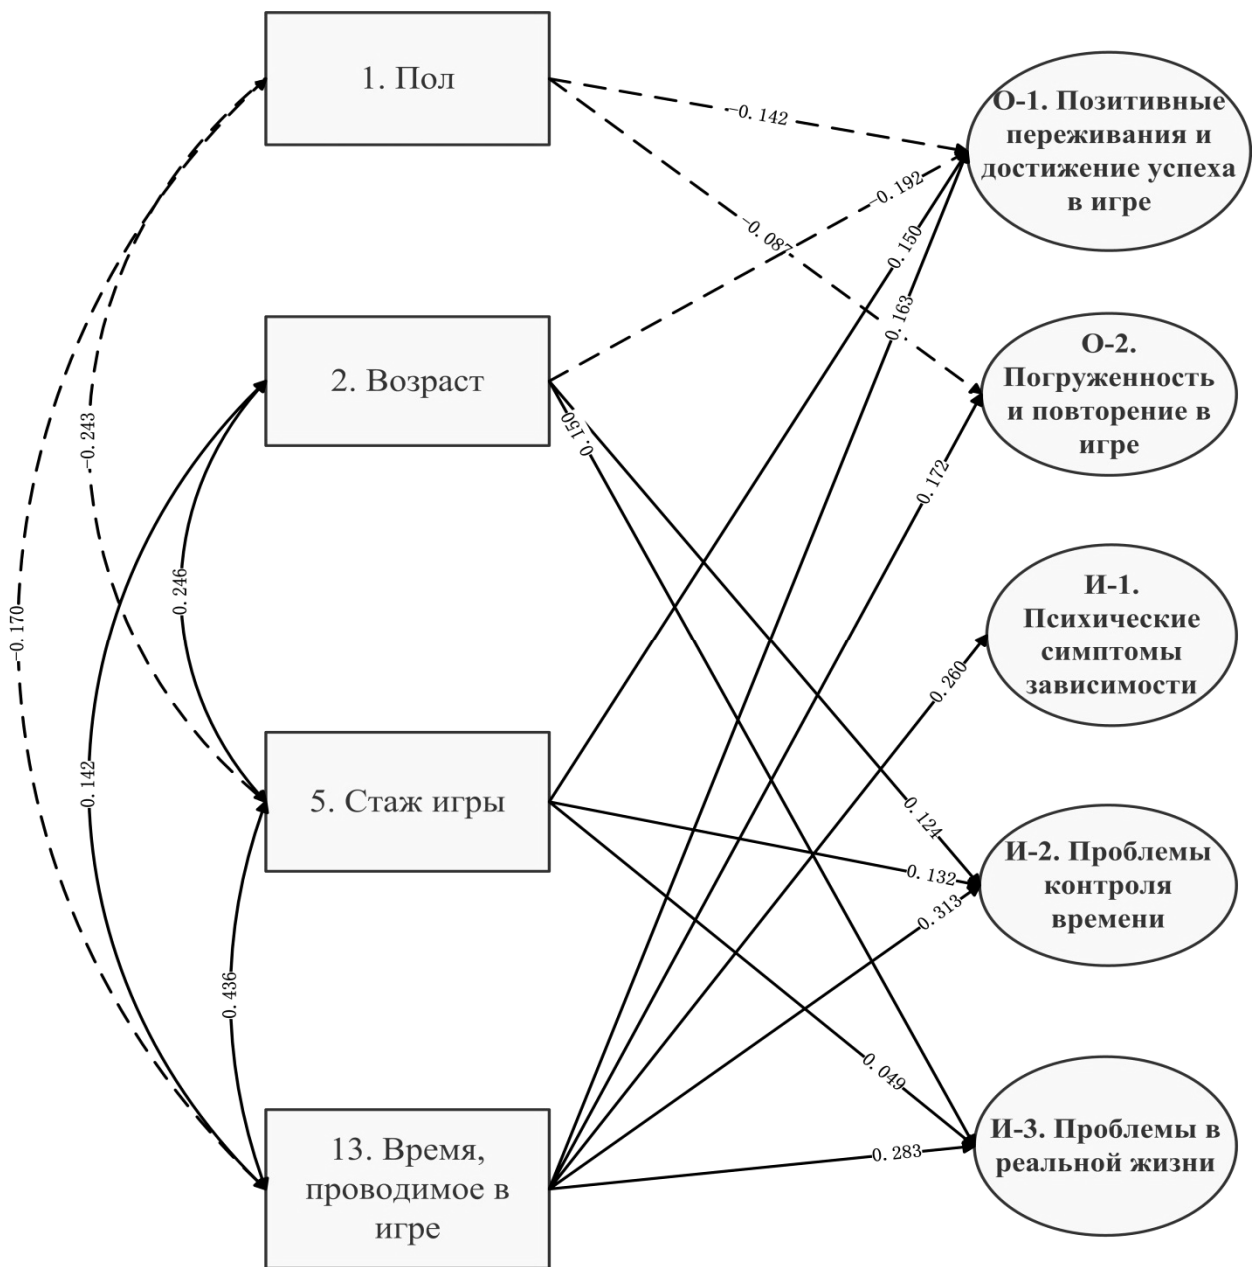 1. Пол
2. Возраст
5. Стаж игры
13. Время,
проводимое в
игре
О-1. Позитивные
переживания и
достижение успеха
в игре
О-2.
Погруженность
и повторение в
игре
И-1.
Психические
симптомы
зависимости
И-2. Проблемы
контроля
времени
И-3. Проблемы в
реальной жизни
-0.142
-0.192
-0.087
0.150
0.163
0.150
0.172
0.260
0.124
0.132
0.313
0.049
0.283
-0.243
0.246
-0.170
0.142
0.436